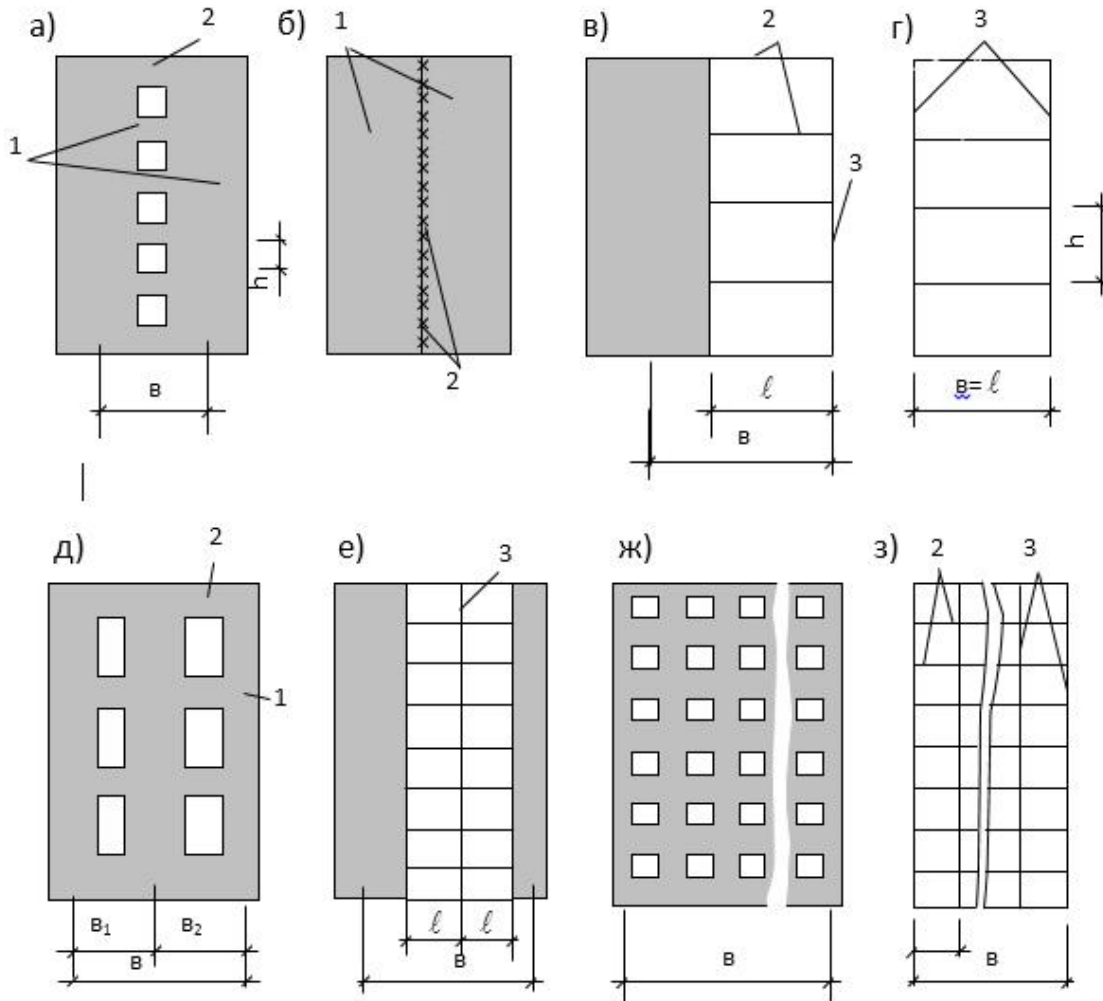 а) 2
1
h
в
б) 1
2
в) 2
3
ℓ
в
г) 3
h
в= ℓ
д) 2
1
в₁ в₂
в
е) 3
ℓ ℓ
в
ж)
в
з) 2 3
в